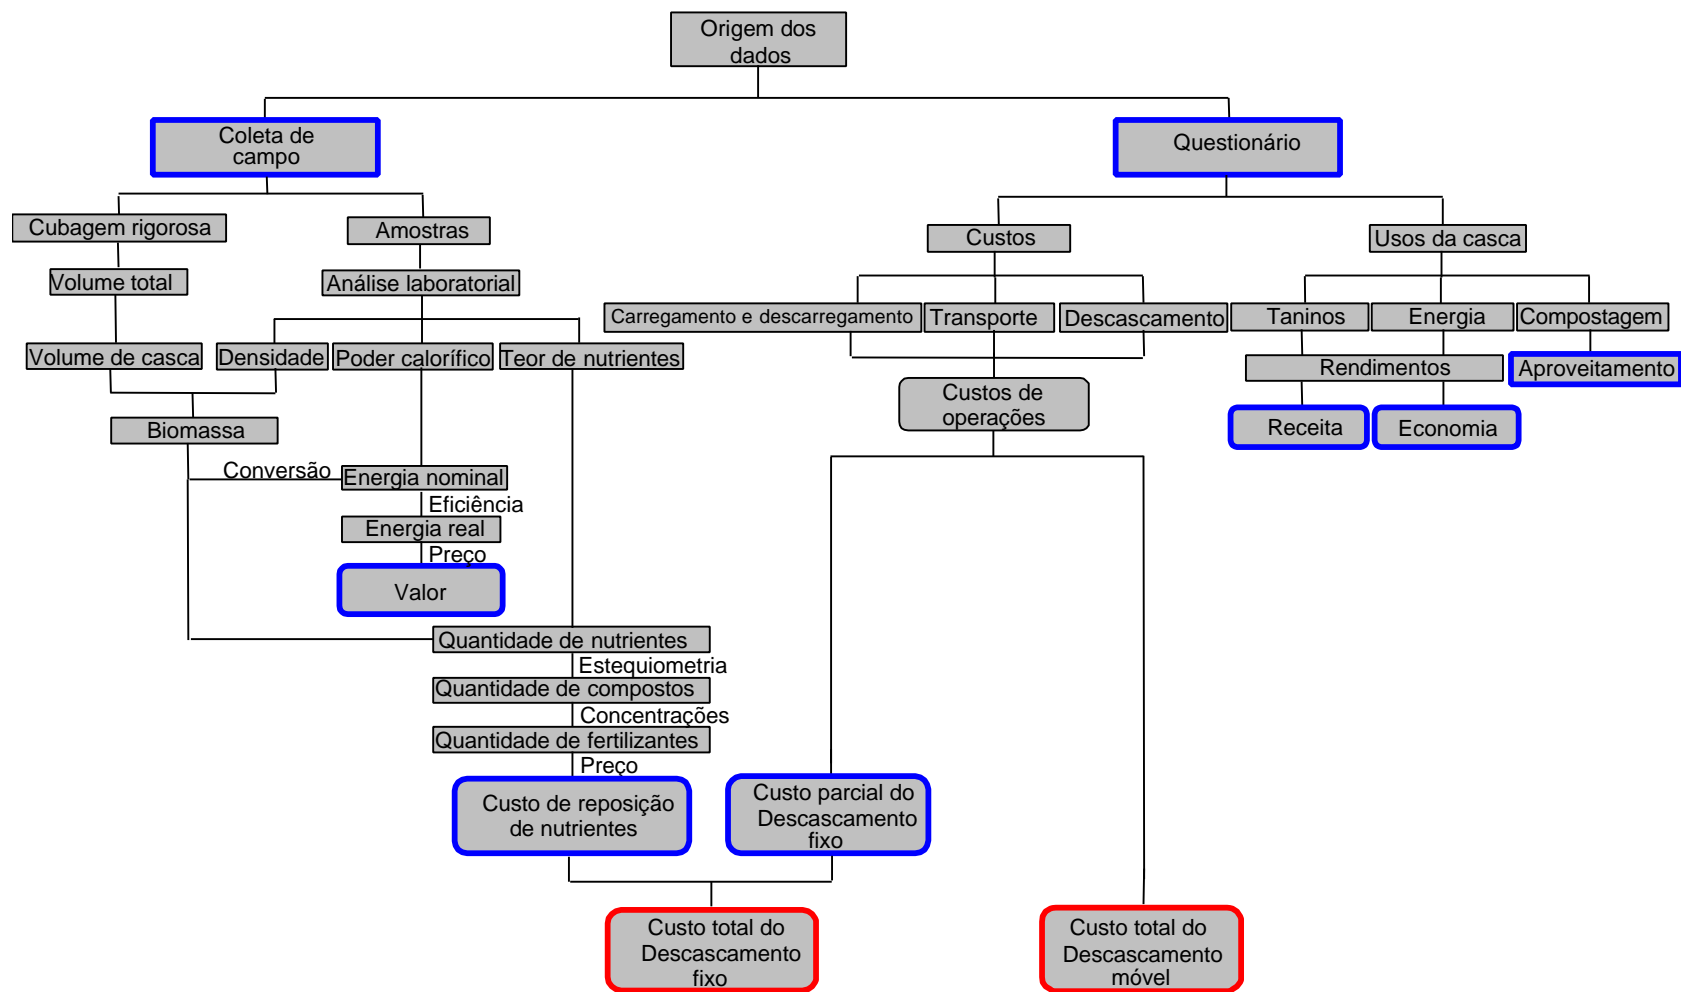 Origem dos
dados
Coleta de
campo
Questionário
Cubagem rigorosa
Amostras
Custos
Usos da casca
Volume total
Análise laboratorial
Carregamento e descarregamento
Transporte
Descascamento
Taninos
Energia
Compostagem
Volume de casca
Densidade
Poder calorífico
Teor de nutrientes
Rendimentos
Aproveitamento
Custos de
operações
Biomassa
Receita
Economia
Conversão
Energia nominal
Eficiência
Energia real
Preço
Valor
Quantidade de nutrientes
Estequiometria
Quantidade de compostos
Concentrações
Quantidade de fertilizantes
Preço
Custo de reposição
de nutrientes
Custo parcial do
Descascamento
fixo
Custo total do
Descascamento
fixo
Custo total do
Descascamento
móvel